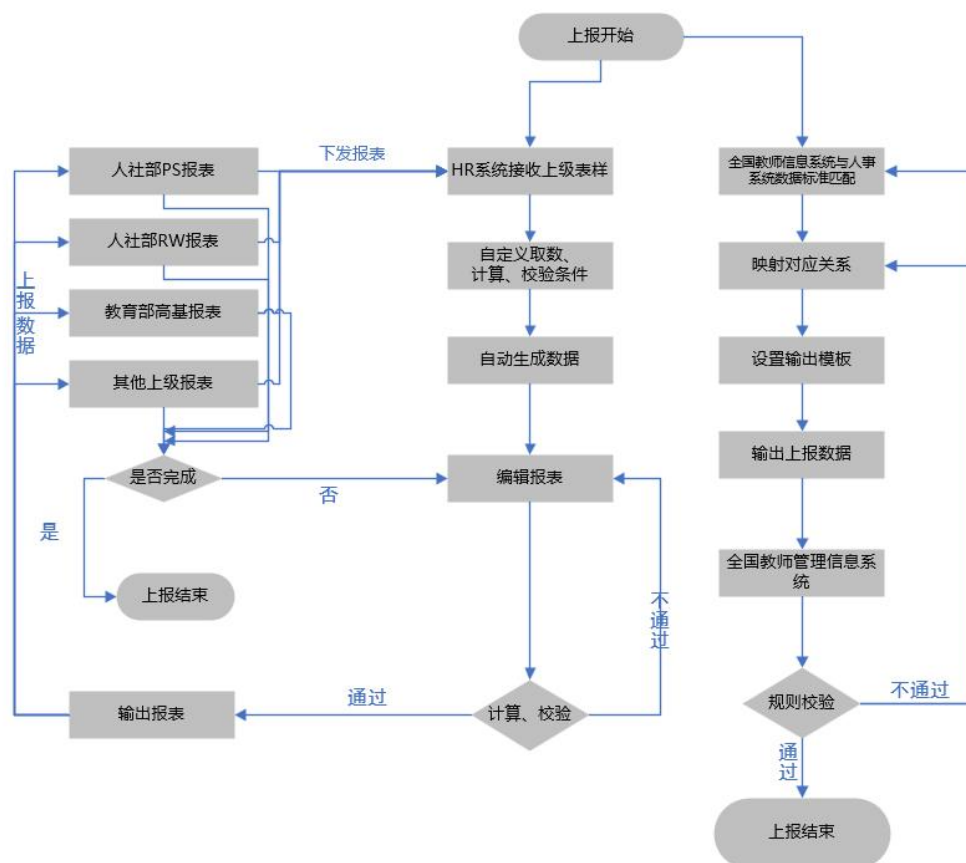 上报开始
人社部PS报表
下发报表
HR系统接收上级表样
全国教师信息系统与人事
系统数据标准匹配
人社部RW报表
自定义取数、
计算、校验条件
映射对应关系
上报数据
教育部高基报表
自动生成数据
设置输出模板
其他上级报表
输出上报数据
是否完成
否
编辑报表
是
全国教师管理信息系
统
上报结束
不通过
输出报表
通过
计算、校验
规则校验
不通过
通过
上报结束